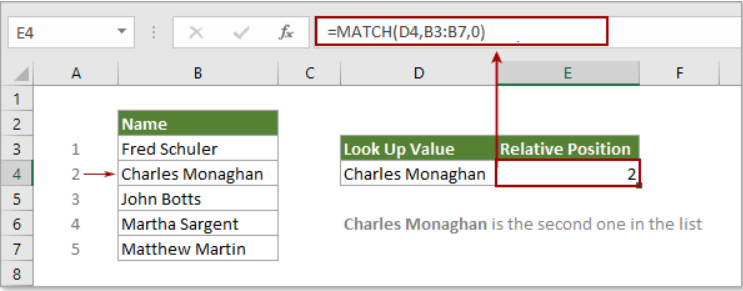 E4 fx =MATCH(D4,B3:B7,0)
A B C D E F
1
2 Name
3 1 Fred Schuler Look Up Value Relative Position
4 2 Charles Monaghan Charles Monaghan 2
5 3 John Botts
6 4 Martha Sargent Charles Monaghan is the second one in the list
7 5 Matthew Martin
8